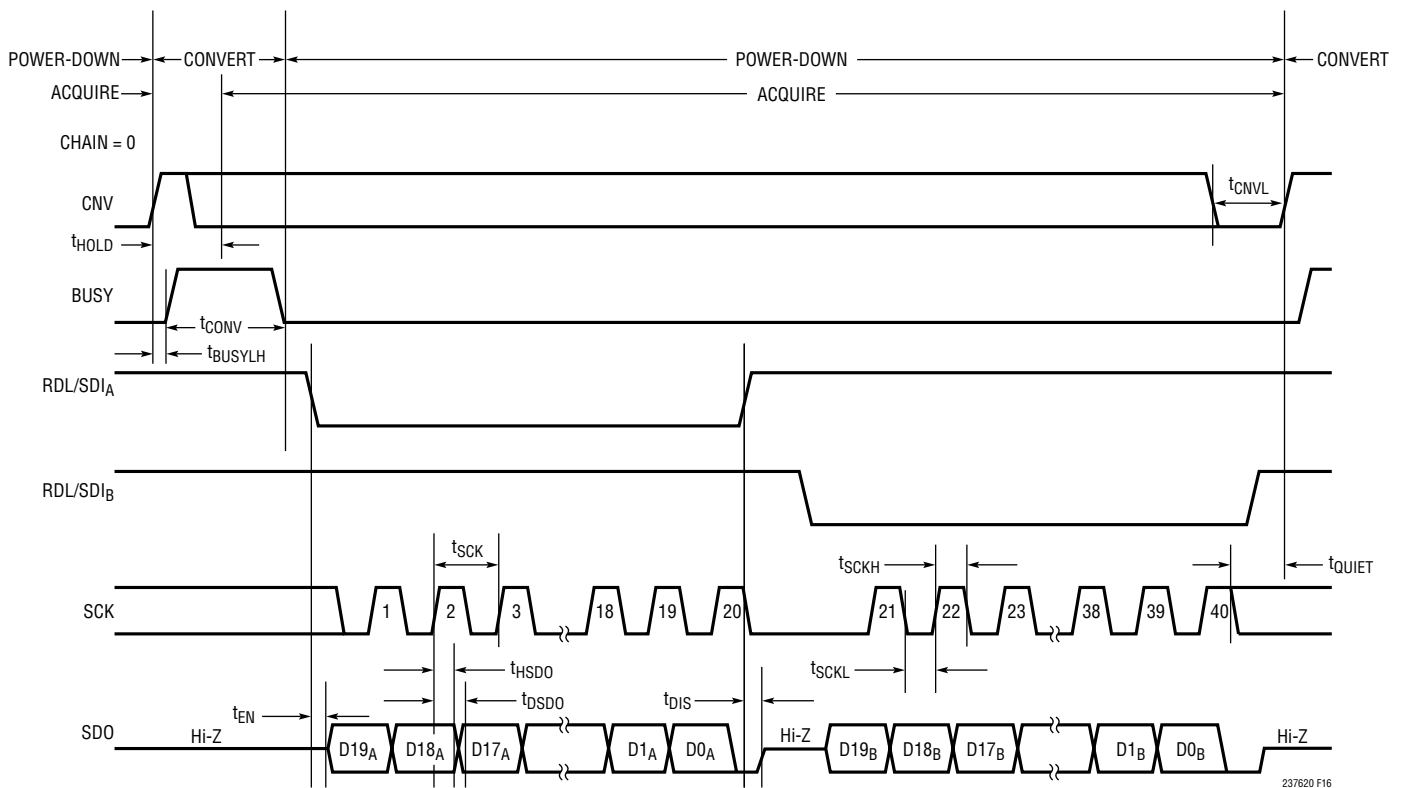 POWER-DOWN CONVERT POWER-DOWN CONVERT
ACQUIRE ACQUIRE
CHAIN = 0
CNV tCNVL
tHOLD
BUSY
tCONV
tBUSYLH
RDL/SDIA
RDL/SDIB
tSCK tSCKH tQUIET
SCK 1 2 3 18 19 20 21 22 23 38 39 40
tHSDO tSCKL
tEN tDSDO tDIS
SDO Hi-Z D19A D18A D17A D1A D0A Hi-Z D19B D18B D17B D1B D0B Hi-Z
237620 F16